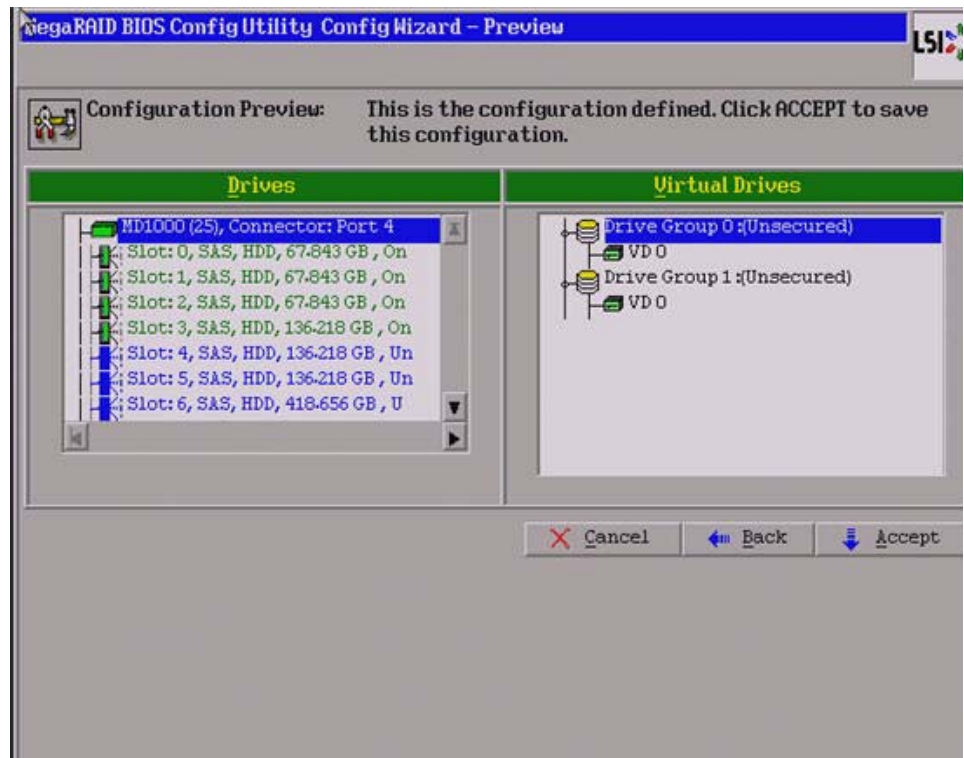 MegaRAID BIOS Config Utility Config Wizard – Preview
LSI
Configuration Preview: This is the configuration defined. Click ACCEPT to save
this configuration.
Drives
MD1000 (25), Connector: Port 4
Slot: 0, SAS, HDD, 67.843 GB , On
Slot: 1, SAS, HDD, 67.843 GB , On
Slot: 2, SAS, HDD, 67.843 GB , On
Slot: 3, SAS, HDD, 136.218 GB , On
Slot: 4, SAS, HDD, 136.218 GB , Un
Slot: 5, SAS, HDD, 136.218 GB , Un
Slot: 6, SAS, HDD, 418.656 GB , U
Virtual Drives
Drive Group 0 :(Unsecured)
VD 0
Drive Group 1 :(Unsecured)
VD 0
Cancel
Back
Accept